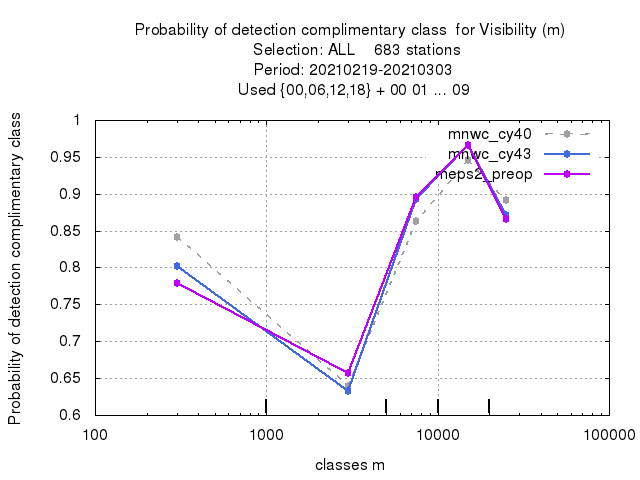 Probability of detection complimentary class  for Visibility (m)
Selection: ALL    683 stations
Period: 20210219-20210303
Used {00,06,12,18} + 00 01 ... 09
Probability of detection complimentary class
1
0.95
0.9
0.85
0.8
0.75
0.7
0.65
0.6
mnwc_cy40
mnwc_cy43
meps2_preop
100
1000
10000
100000
classes m